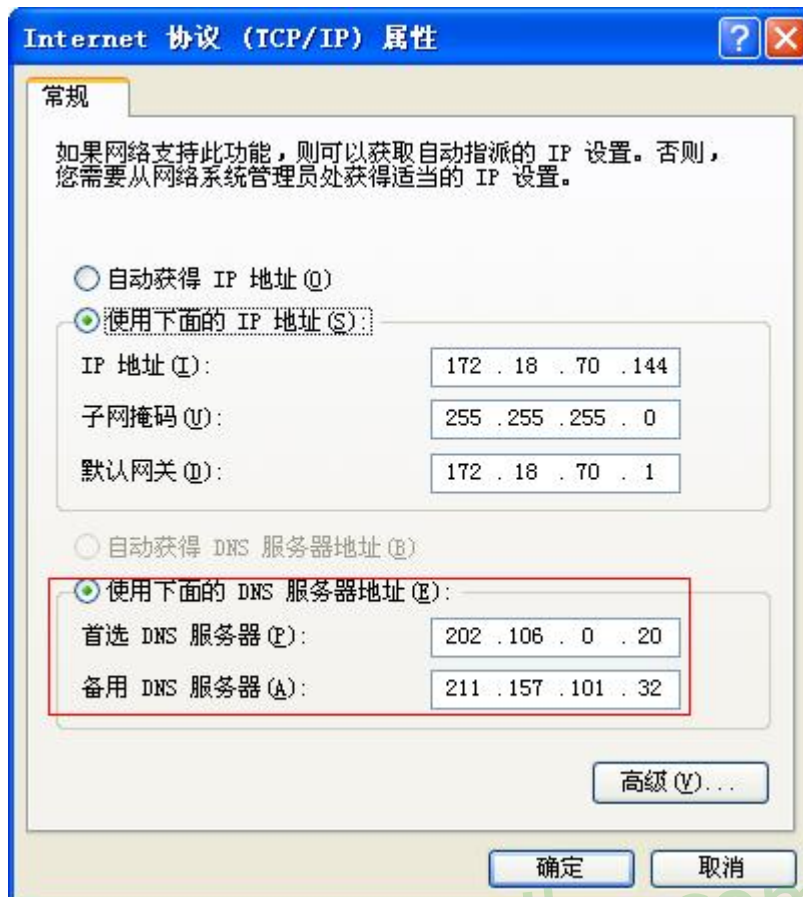 Internet 协议 (TCP/IP) 属性
常规
如果网络支持此功能，则可以获取自动指派的 IP 设置。否则，
您需要从网络系统管理员处获得适当的 IP 设置。
自动获得 IP 地址(O)
使用下面的 IP 地址(S):
IP 地址(I): 172 . 18 . 70 .144
子网掩码(U): 255 .255 .255 . 0
默认网关(D): 172 . 18 . 70 . 1
自动获得 DNS 服务器地址(B)
使用下面的 DNS 服务器地址(E):
首选 DNS 服务器(P): 202 .106 . 0 . 20
备用 DNS 服务器(A): 211 .157 .101 . 32
高级(V)...
确定 取消